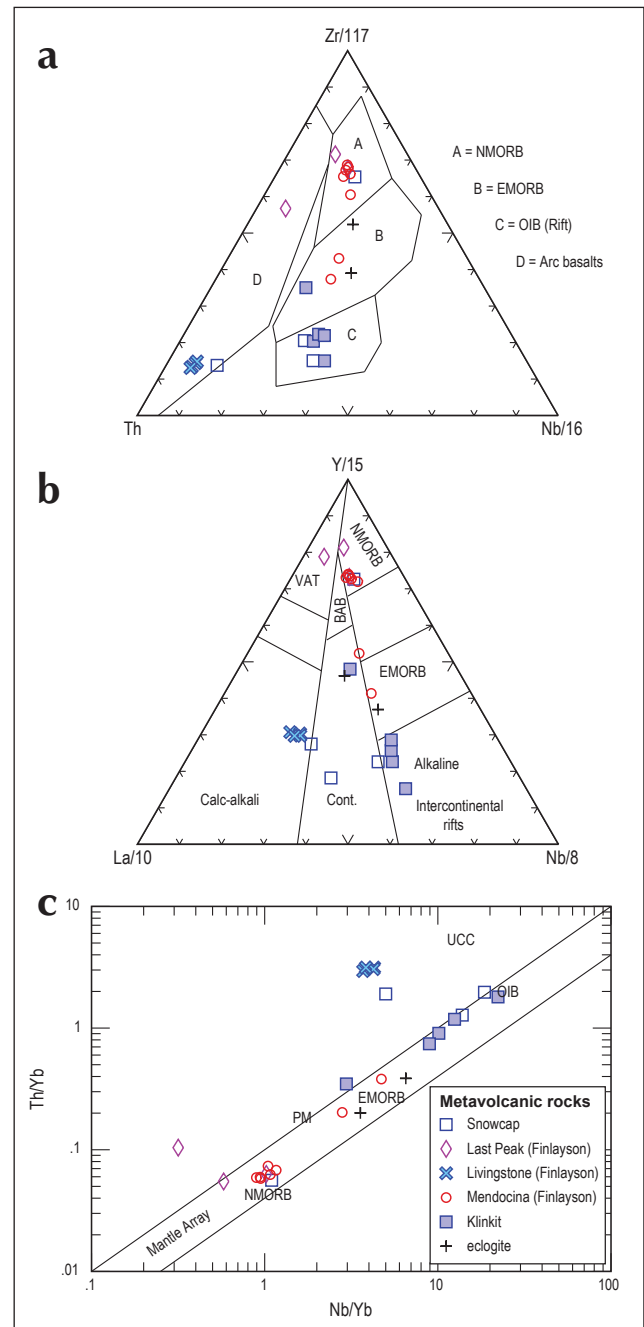 a
Zr/117
A
A = NMORB
B = EMORB
B
C = OIB (Rift)
D = Arc basalts
D
C
Th
Nb/16
b
Y/15
NMORB
VAT
BAB
EMORB
Alkaline
Calc-alkali
Cont.
Intercontinental
rifts
La/10
Nb/8
c
10
UCC
OIB
1
Th/Yb
EMORB
PM
.1
NMORB
Mantle Array
.01
.1
1
10
100
Nb/Yb
Metavolcanic rocks
Snowcap
Last Peak (Finlayson)
Livingstone (Finlayson)
Mendocina (Finlayson)
Klinkit
eclogite